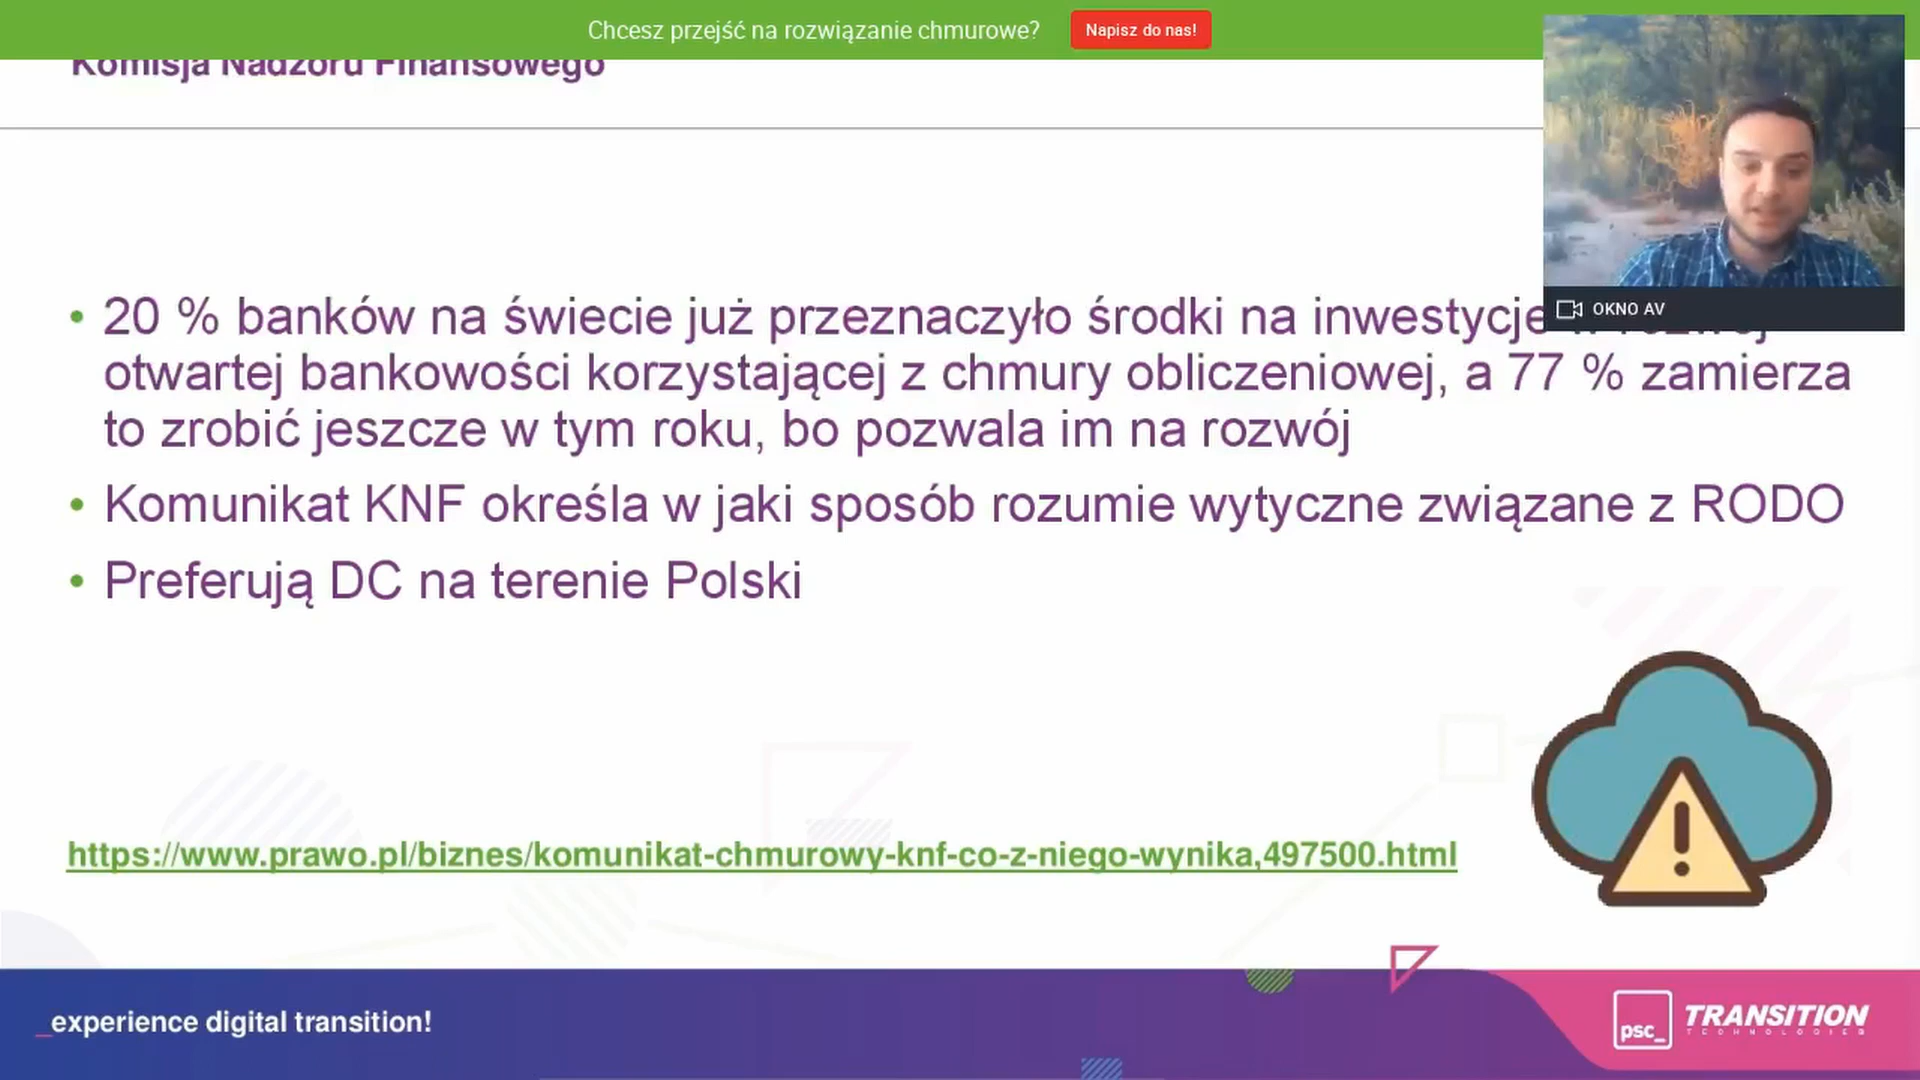 Chcesz przejść na rozwiązanie chmurowe?
Napisz do nas!
Komisja Nadzoru Finansowego
OKNO AV
20 % banków na świecie już przeznaczyło środki na inwestycje
otwartej bankowości korzystającej z chmury obliczeniowej, a 77 % zamierza
to zrobić jeszcze w tym roku, bo pozwala im na rozwój
Komunikat KNF określa w jaki sposób rozumie wytyczne związane z RODO
Preferują DC na terenie Polski
https://www.prawo.pl/biznes/komunikat-chmurowy-knf-co-z-niego-wynika,497500.html
_experience digital transition!
psc_
TRANSITION
TECHNOLOGIES